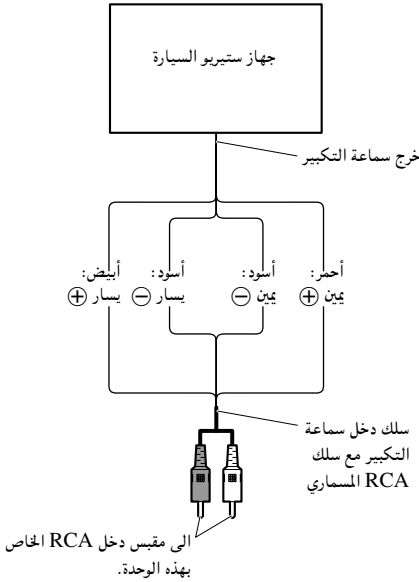 جهاز ستيريو السيارة
خرج سماعة التكبير
أحمر:
يمين ⊕
أسود:
يمين ⊖
أسود:
يسار ⊖
أبيض:
يسار ⊕
سلك دخل سماعة
التكبير مع سلك
RCA المسماري
الى مقبس دخل RCA الخاص
بهذه الوحدة.